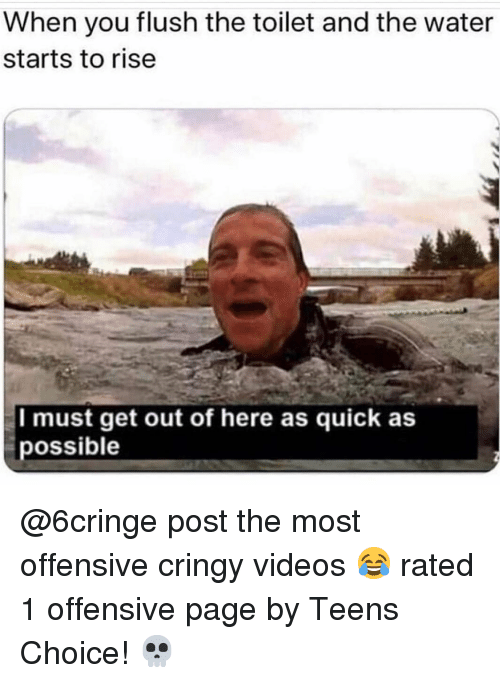 When you flush the toilet and the water
starts to rise
I must get out of here as quick as
possible
@6cringe post the most
offensive cringy videos 😂 rated
1 offensive page by Teens
Choice! 💀